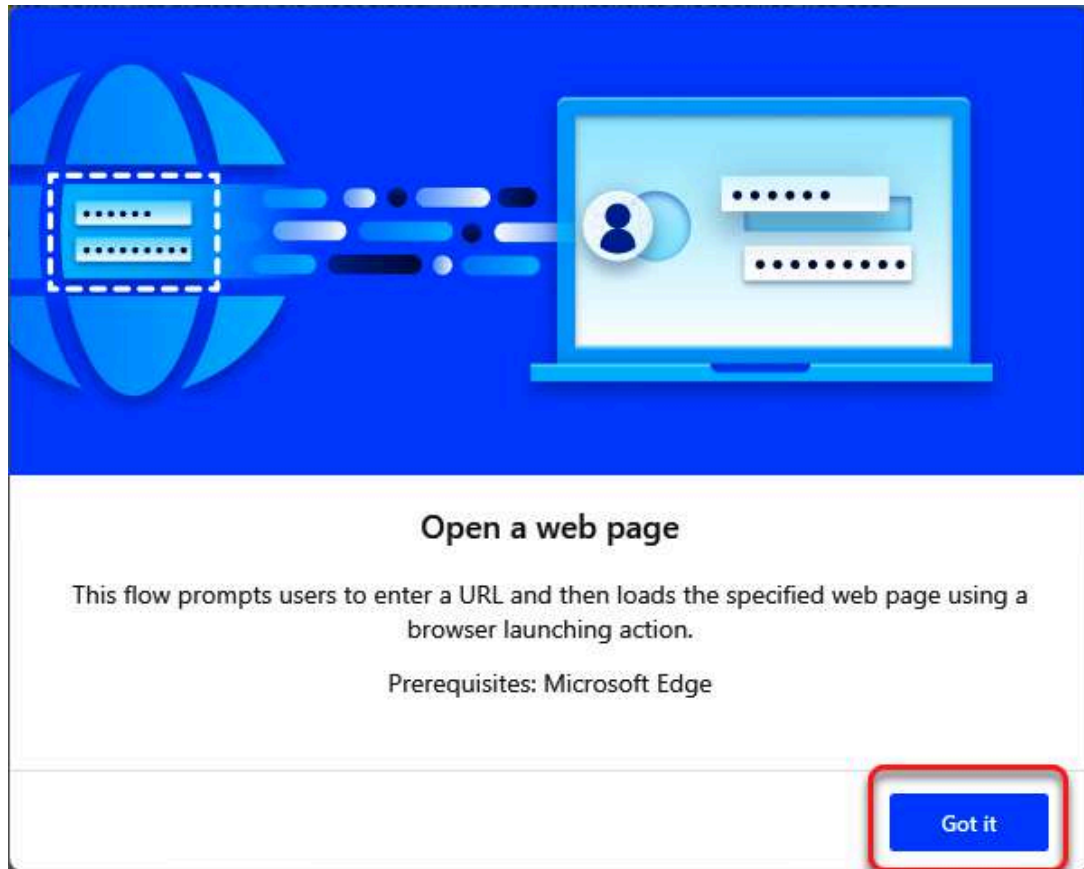 Open a web page
This flow prompts users to enter a URL and then loads the specified web page using a
browser launching action.
Prerequisites: Microsoft Edge
Got it